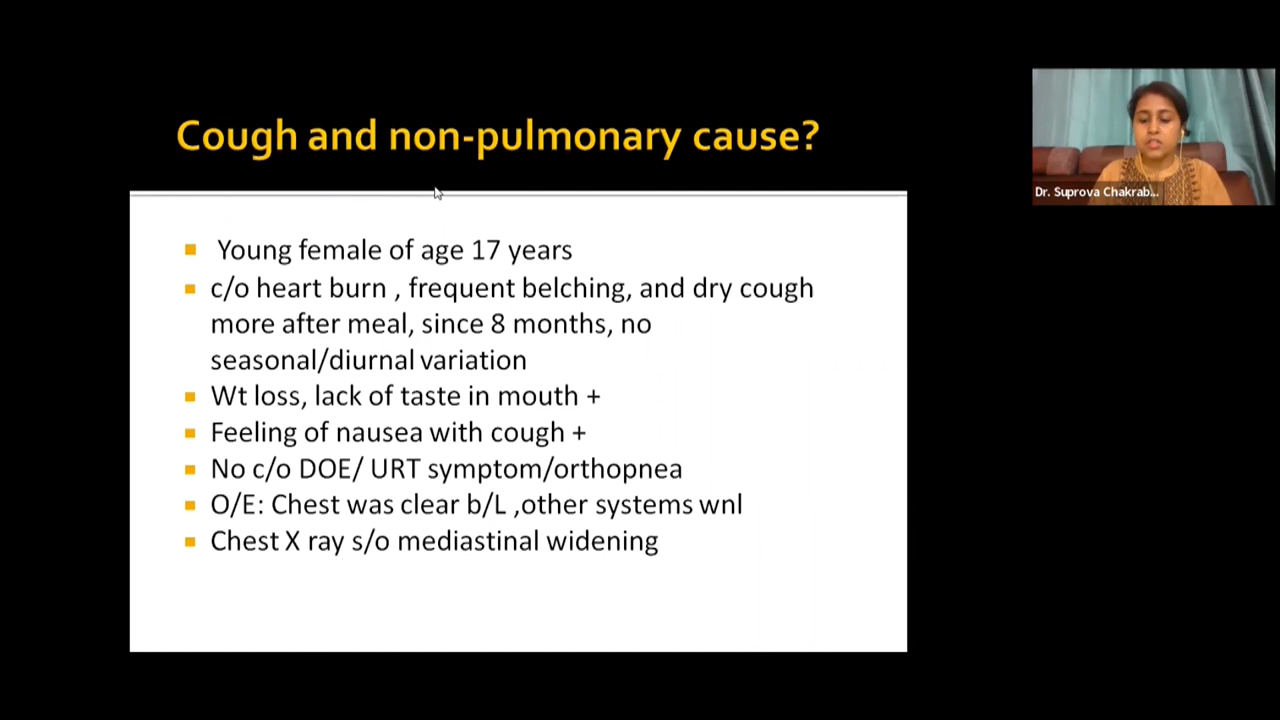 Cough and non-pulmonary cause?
Dr. Suprova Chakrab...
Young female of age 17 years
c/o heart burn , frequent belching, and dry cough
more after meal, since 8 months, no
seasonal/diurnal variation
Wt loss, lack of taste in mouth +
Feeling of nausea with cough +
No c/o DOE/ URT symptom/orthopnea
O/E: Chest was clear b/L ,other systems wnl
Chest X ray s/o mediastinal widening